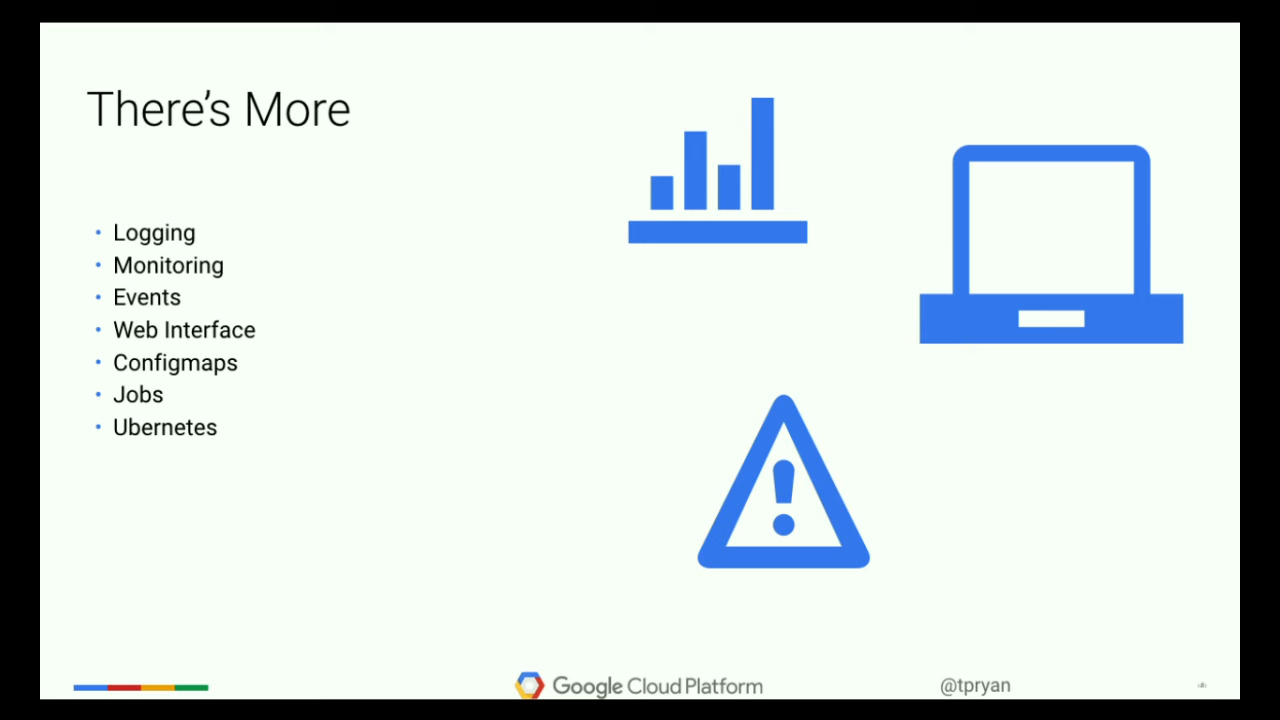 There's More
Logging
Monitoring
Events
Web Interface
Configmaps
Jobs
Ubernetes
Google Cloud Platform
@tpryan